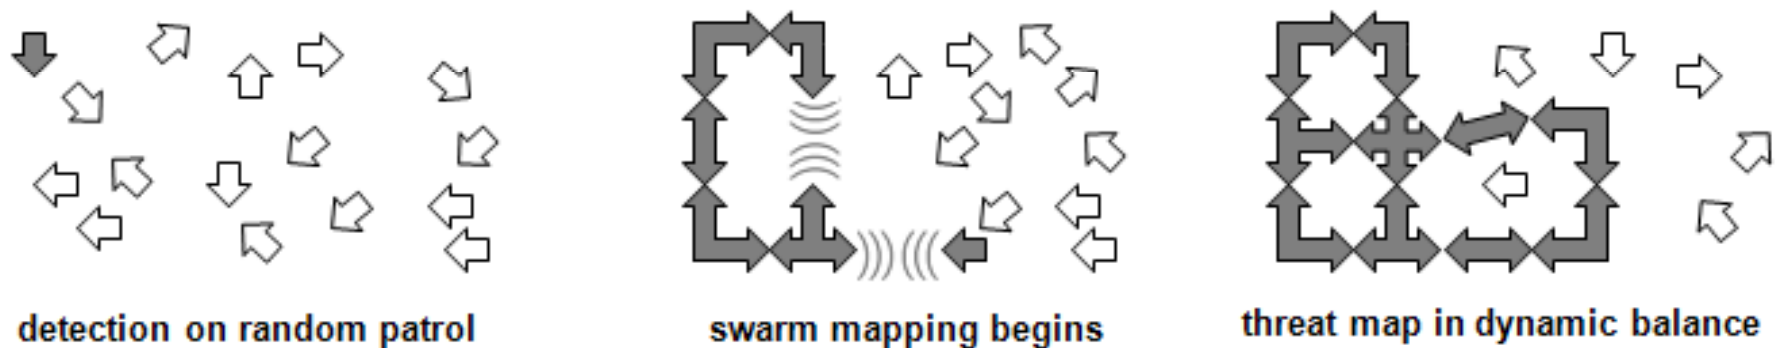 detection on random patrol
swarm mapping begins
threat map in dynamic balance